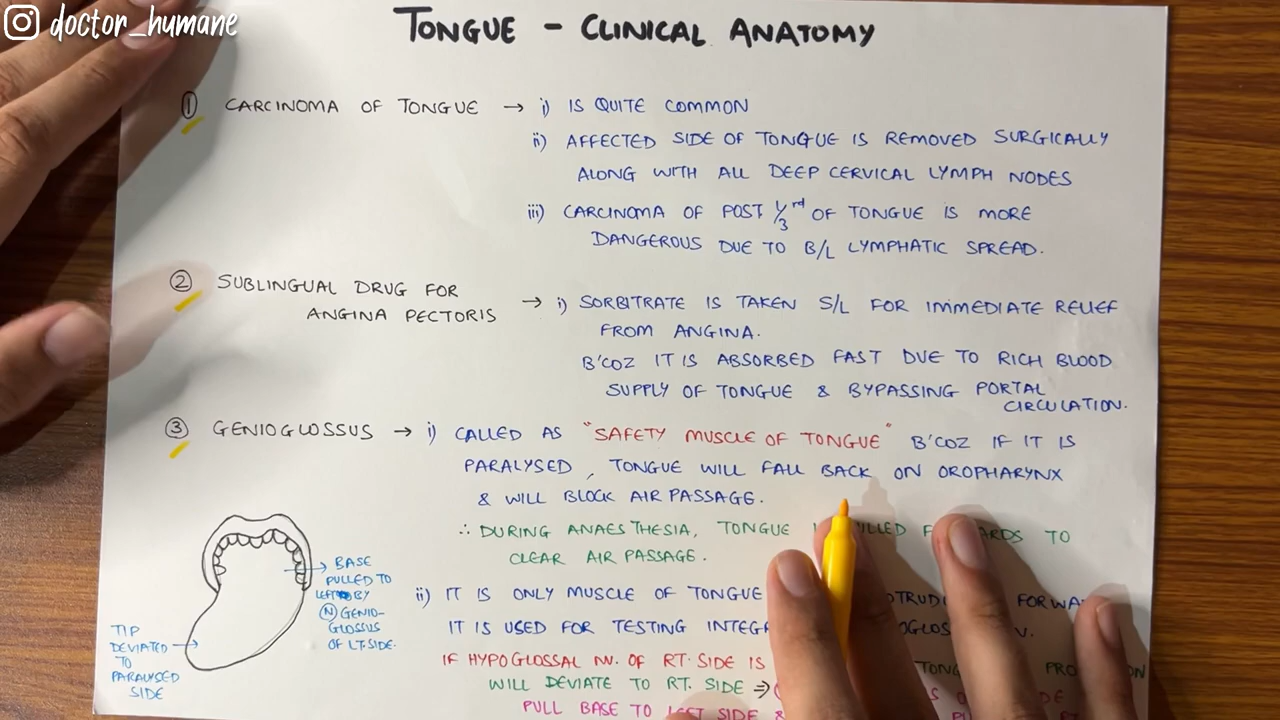 doctor_humane
TONGUE - CLINICAL ANATOMY
① CARCINOMA OF TONGUE → i) IS QUITE COMMON
ii) AFFECTED SIDE OF TONGUE IS REMOVED SURGICALLY
ALONG WITH ALL DEEP CERVICAL LYMPH NODES
iii) CARCINOMA OF POST 1/3rd OF TONGUE IS MORE
DANGEROUS DUE TO B/L LYMPHATIC SPREAD.
② SUBLINGUAL DRUG FOR
ANGINA PECTORIS → i) SORBITRATE IS TAKEN S/L FOR IMMEDIATE RELIEF
FROM ANGINA.
B'COZ IT IS ABSORBED FAST DUE TO RICH BLOOD
SUPPLY OF TONGUE & BYPASSING PORTAL
CIRCULATION.
③ GENIOGLOSSUS → i) CALLED AS "SAFETY MUSCLE OF TONGUE" B'COZ IF IT IS
PARALYSED, TONGUE WILL FALL BACK ON OROPHARYNX
& WILL BLOCK AIR PASSAGE.
∴ DURING ANAESTHESIA, TONGUE TO
CLEAR AIR PASSAGE.
ii) IT IS ONLY MUSCLE OF TONGUE
IT IS USED FOR TESTING
IF HYPOGLOSSAL NV. OF RT. SIDE IS
WILL DEVIATE TO RT. SIDE ⇒
PULL BASE TO LEFT SIDE &
→ BASE
PULLED TO
LEFT BY
Ⓝ GENIO-
GLOSSUS
OF LT. SIDE.
TIP
DEVIATED →
TO
PARALYSED
SIDE